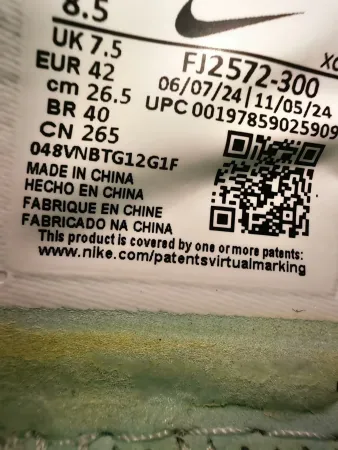 8.5
UK 7.5
EUR 42
cm 26.5
BR 40
CN 265
FJ2572-300
06/07/24 | 11/05/24
UPC 00197859025909
048VNBTG12G1F
MADE IN CHINA
HECHO EN CHINA
FABRIQUE EN CHINE
FABRICADO NA CHINA
This product is covered by one or more patents:
www.nike.com/patentsvirtualmarking